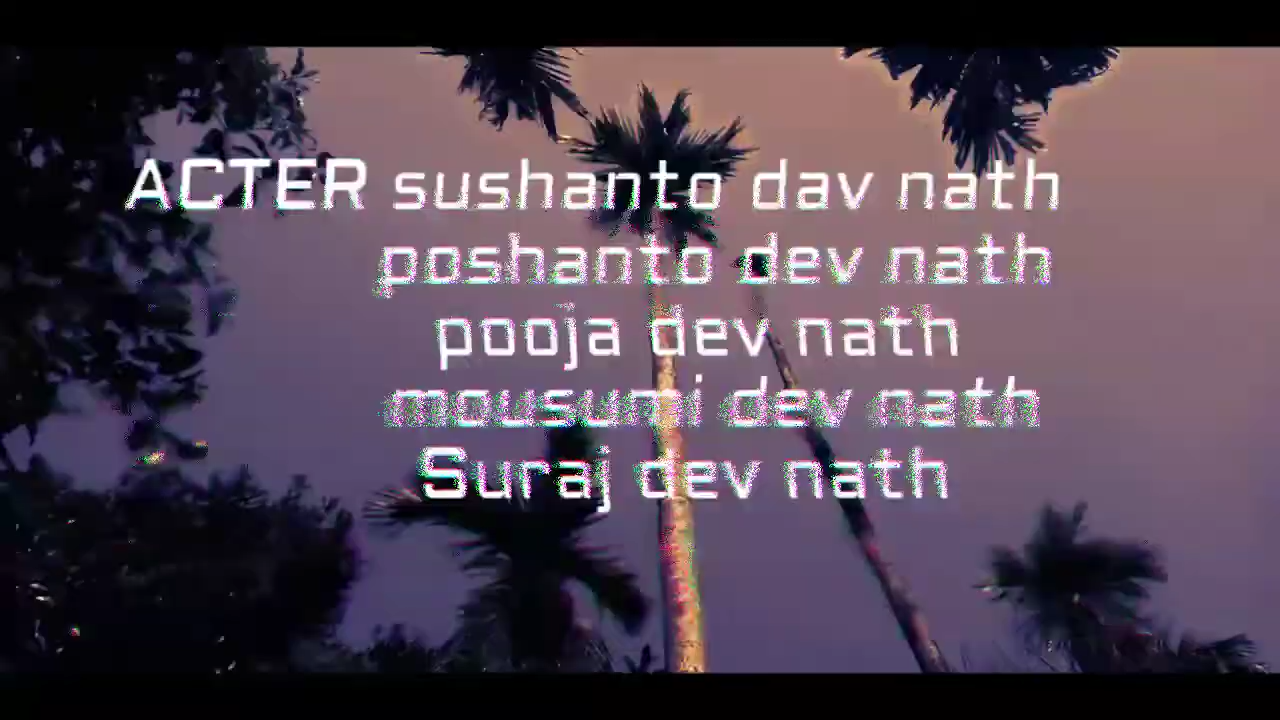 ACTER sushanto dav nath
poshanto dev nath
pooja dev nath
mousumi dev nath
Suraj dev nath